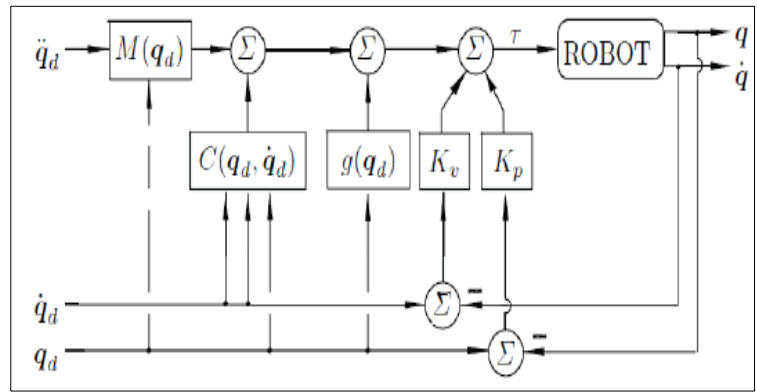 q̈_d M(q_d) Σ Σ Σ τ ROBOT q
q̇
C(q_d, q̇_d) g(q_d) K_v K_p
q̇_d Σ −
q_d Σ −